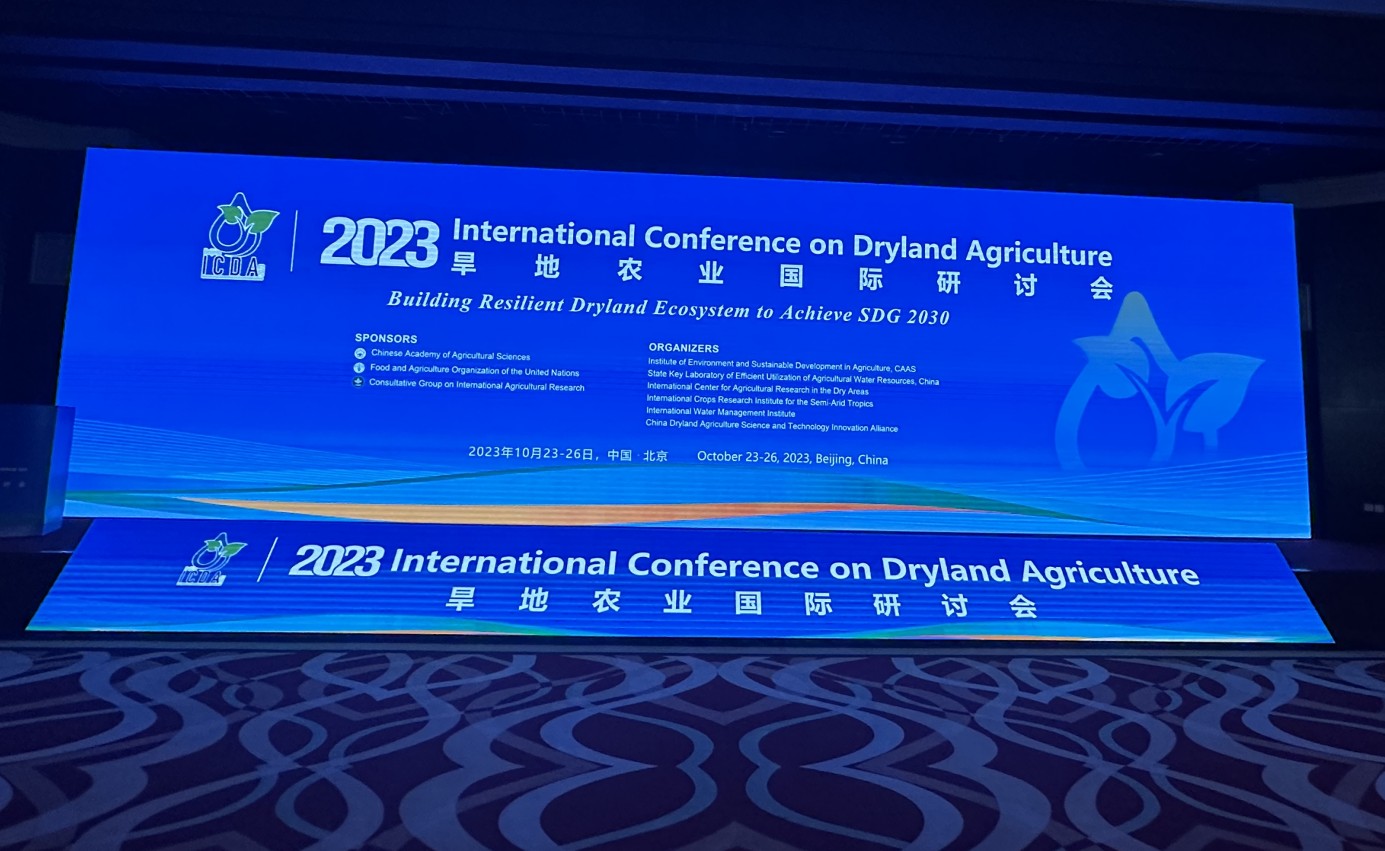 ICDA
2023
International Conference on Dryland Agriculture
旱地农业国际研讨会
Building Resilient Dryland Ecosystem to Achieve SDG 2030
SPONSORS
Chinese Academy of Agricultural Sciences
Food and Agriculture Organization of the United Nations
Consultative Group on International Agricultural Research
ORGANIZERS
Institute of Environment and Sustainable Development in Agriculture, CAAS
State Key Laboratory of Efficient Utilization of Agricultural Water Resources, China
International Center for Agricultural Research in the Dry Areas
International Crops Research Institute for the Semi-Arid Tropics
International Water Management Institute
China Dryland Agriculture Science and Technology Innovation Alliance
2023年10月23-26日，中国·北京 October 23-26, 2023, Beijing, China
ICDA
2023 International Conference on Dryland Agriculture
旱地农业国际研讨会